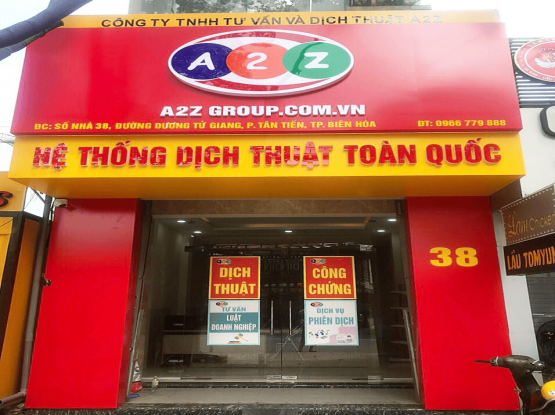 CÔNG TY TNHH TƯ VẤN VÀ DỊCH THUẬT A2Z
A2Z
A2Z GROUP.COM.VN
ĐC: SỐ NHÀ 38, ĐƯỜNG DƯƠNG TỬ GIANG, P. TÂN TIẾN, TP. BIÊN HÒA
ĐT: 0966 779 888
HỆ THỐNG DỊCH THUẬT TOÀN QUỐC
38
DỊCH
THUẬT
TƯ VẤN
LUẬT
DOANH NGHIỆP
CÔNG
CHỨNG
DỊCH VỤ
PHIÊN DỊCH
LẨU TOMYUM